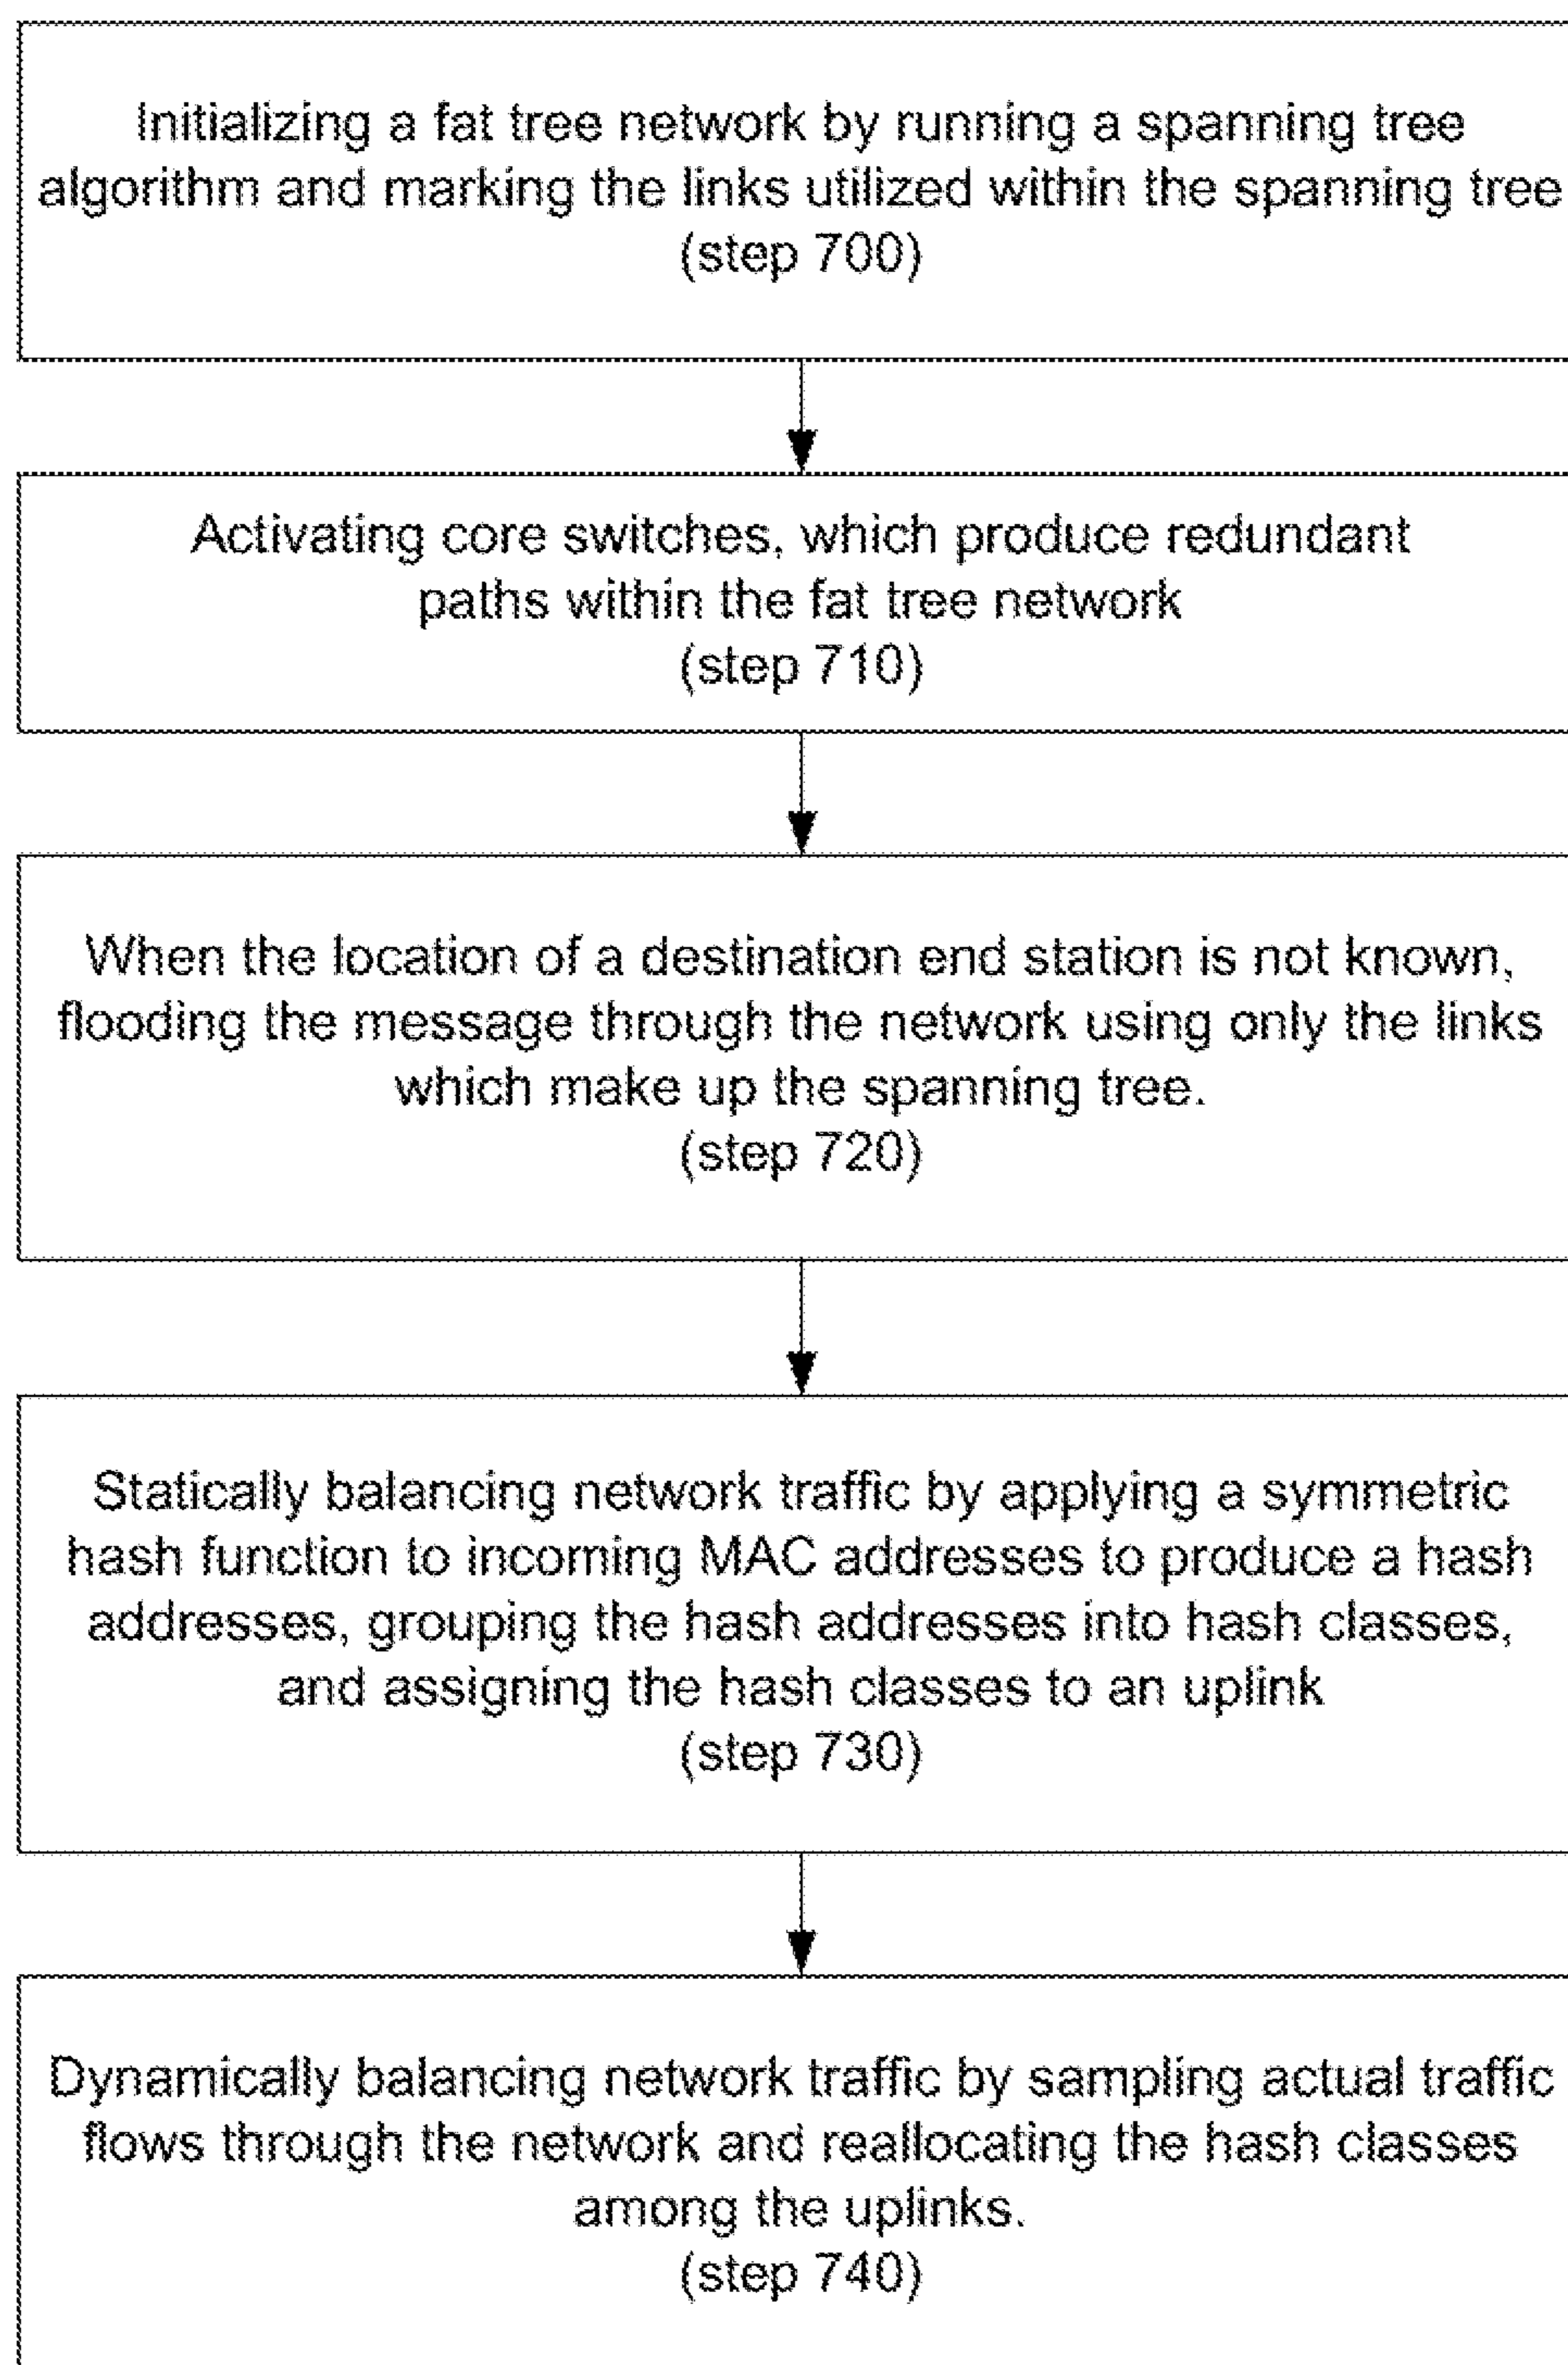 Initializing a fat tree network by running a spanning tree
algorithm and marking the links utilized within the spanning tree
(step 700)
Activating core switches, which produce redundant
paths within the fat tree network
(step 710)
When the location of a destination end station is not known,
flooding the message through the network using only the links
which make up the spanning tree.
(step 720)
Statically balancing network traffic by applying a symmetric
hash function to incoming MAC addresses to produce a hash
addresses, grouping the hash addresses into hash classes,
and assigning the hash classes to an uplink
(step 730)
Dynamically balancing network traffic by sampling actual traffic
flows through the network and reallocating the hash classes
among the uplinks.
(step 740)